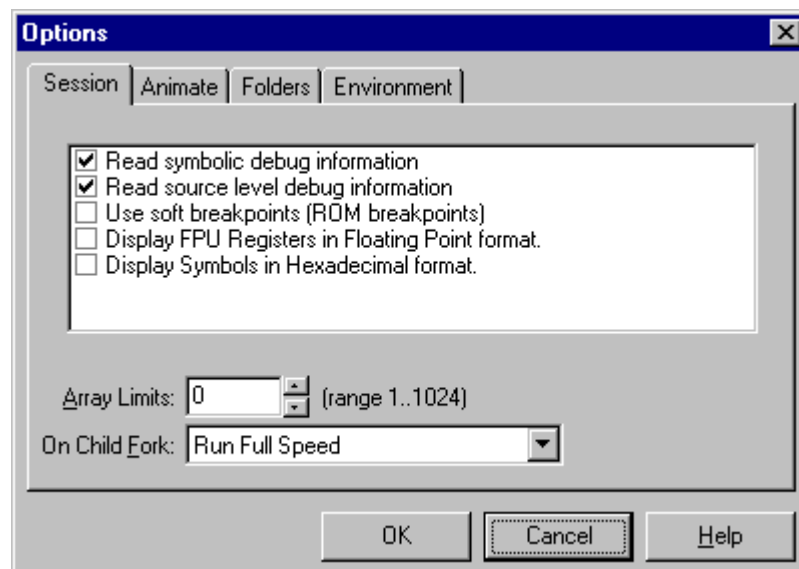 Options
Session Animate Folders Environment
Read symbolic debug information
Read source level debug information
Use soft breakpoints (ROM breakpoints)
Display FPU Registers in Floating Point format.
Display Symbols in Hexadecimal format.
Array Limits: 0 (range 1..1024)
On Child Fork: Run Full Speed
OK Cancel Help